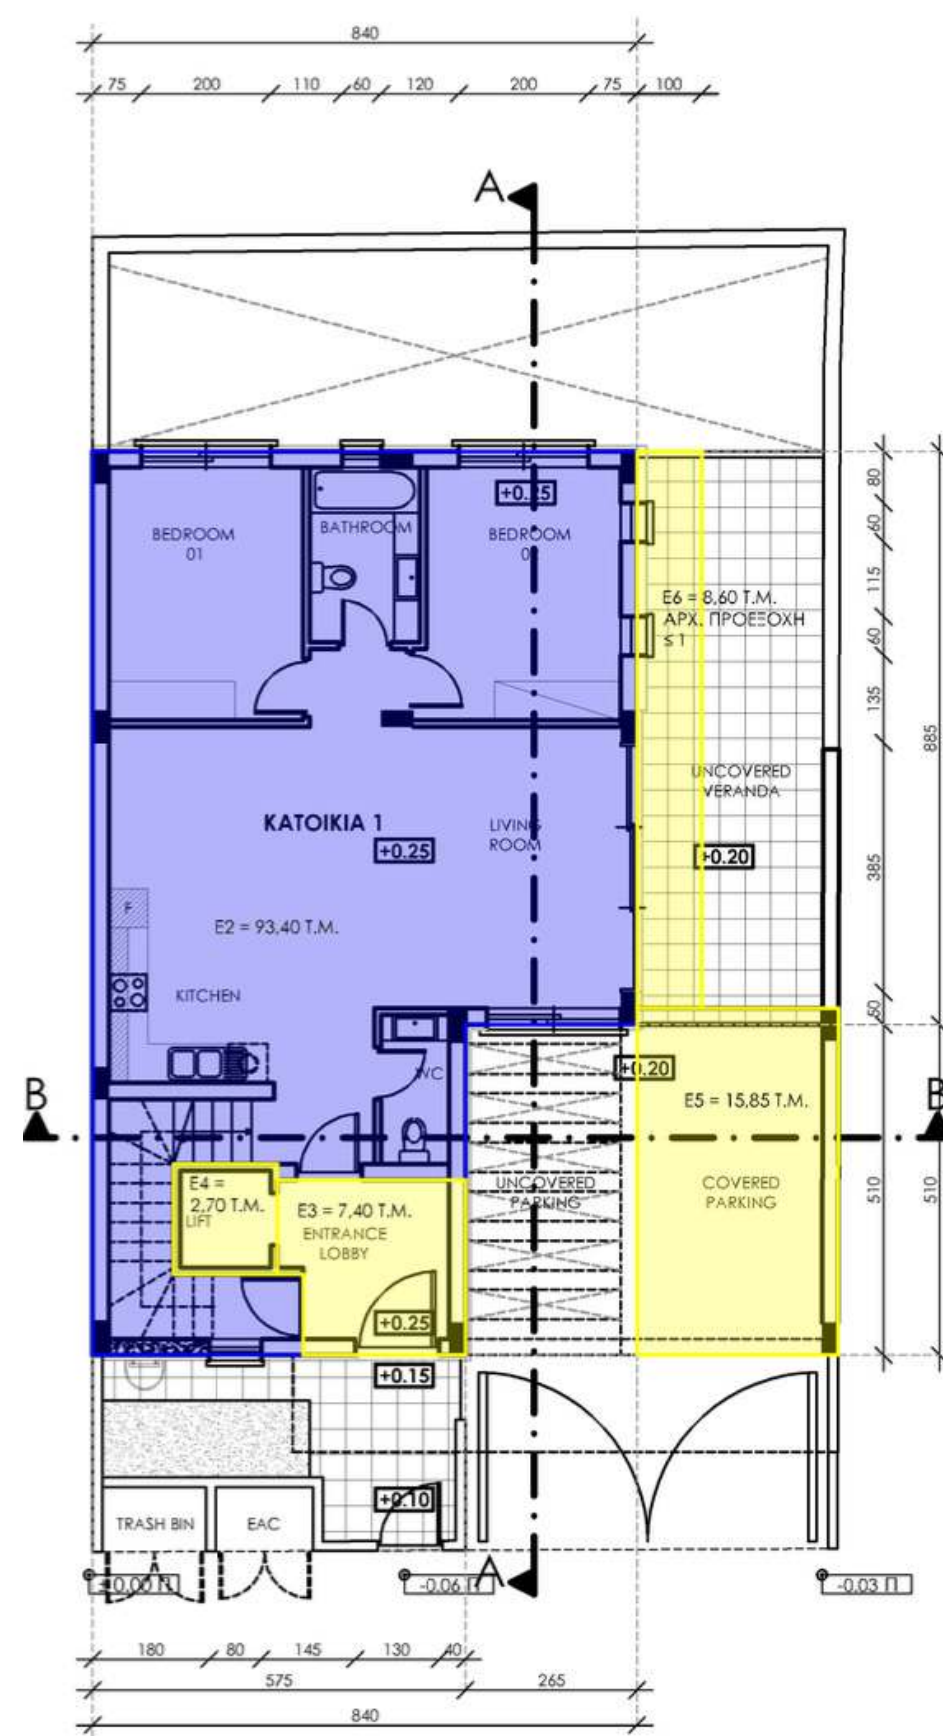 840
75 200 110 60 120 200 75 100
A
+0.25
BEDROOM
01
BATHROOM
BEDROOM
0
E6 = 8,60 Τ.Μ.
ΑΡΧ. ΠΡΟΕΞΟΧΗ
≤ 1
80
60
115
60
135
885
UNCOVERED
VERANDA
ΚΑΤΟΙΚΙΑ 1
LIVING
ROOM
+0.25
+0.20
385
F
E2 = 93,40 Τ.Μ.
KITCHEN
60
+0.20
WC
B
B
E5 = 15,85 Τ.Μ.
E4 =
2,70 Τ.Μ.
LIFT
E3 = 7,40 Τ.Μ.
ENTRANCE
LOBBY
UNCOVERED
PARKING
COVERED
PARKING
510
510
+0.25
+0.15
+0.10
TRASH BIN
EAC
A
-0.06 Π
-0.03 Π
180 80 145 130 40
575 265
840